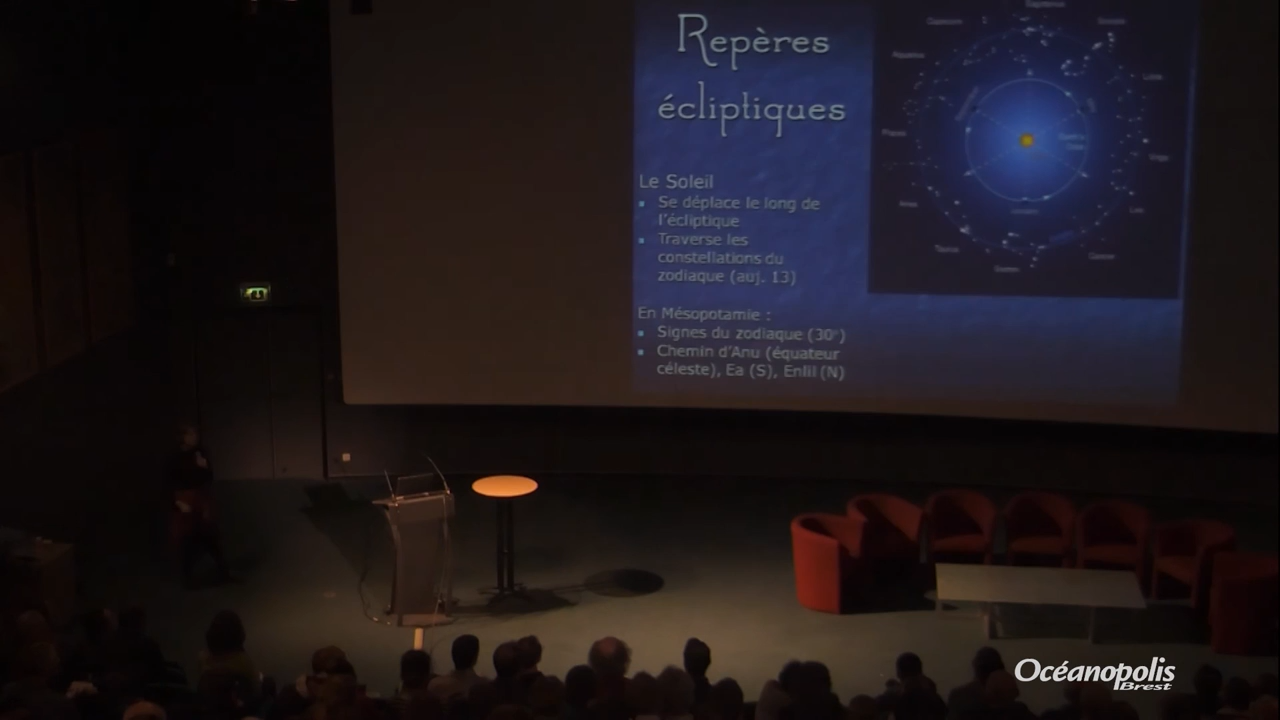 Repères
écliptiques
Le Soleil
Se déplace le long de
l'écliptique
Traverse les
constellations du
zodiaque (auj. 13)
En Mésopotamie :
Signes du zodiaque (30°)
Chemin d'Anu (équateur
céleste), Ea (S), Enlil (N)
Océanopolis
Brest